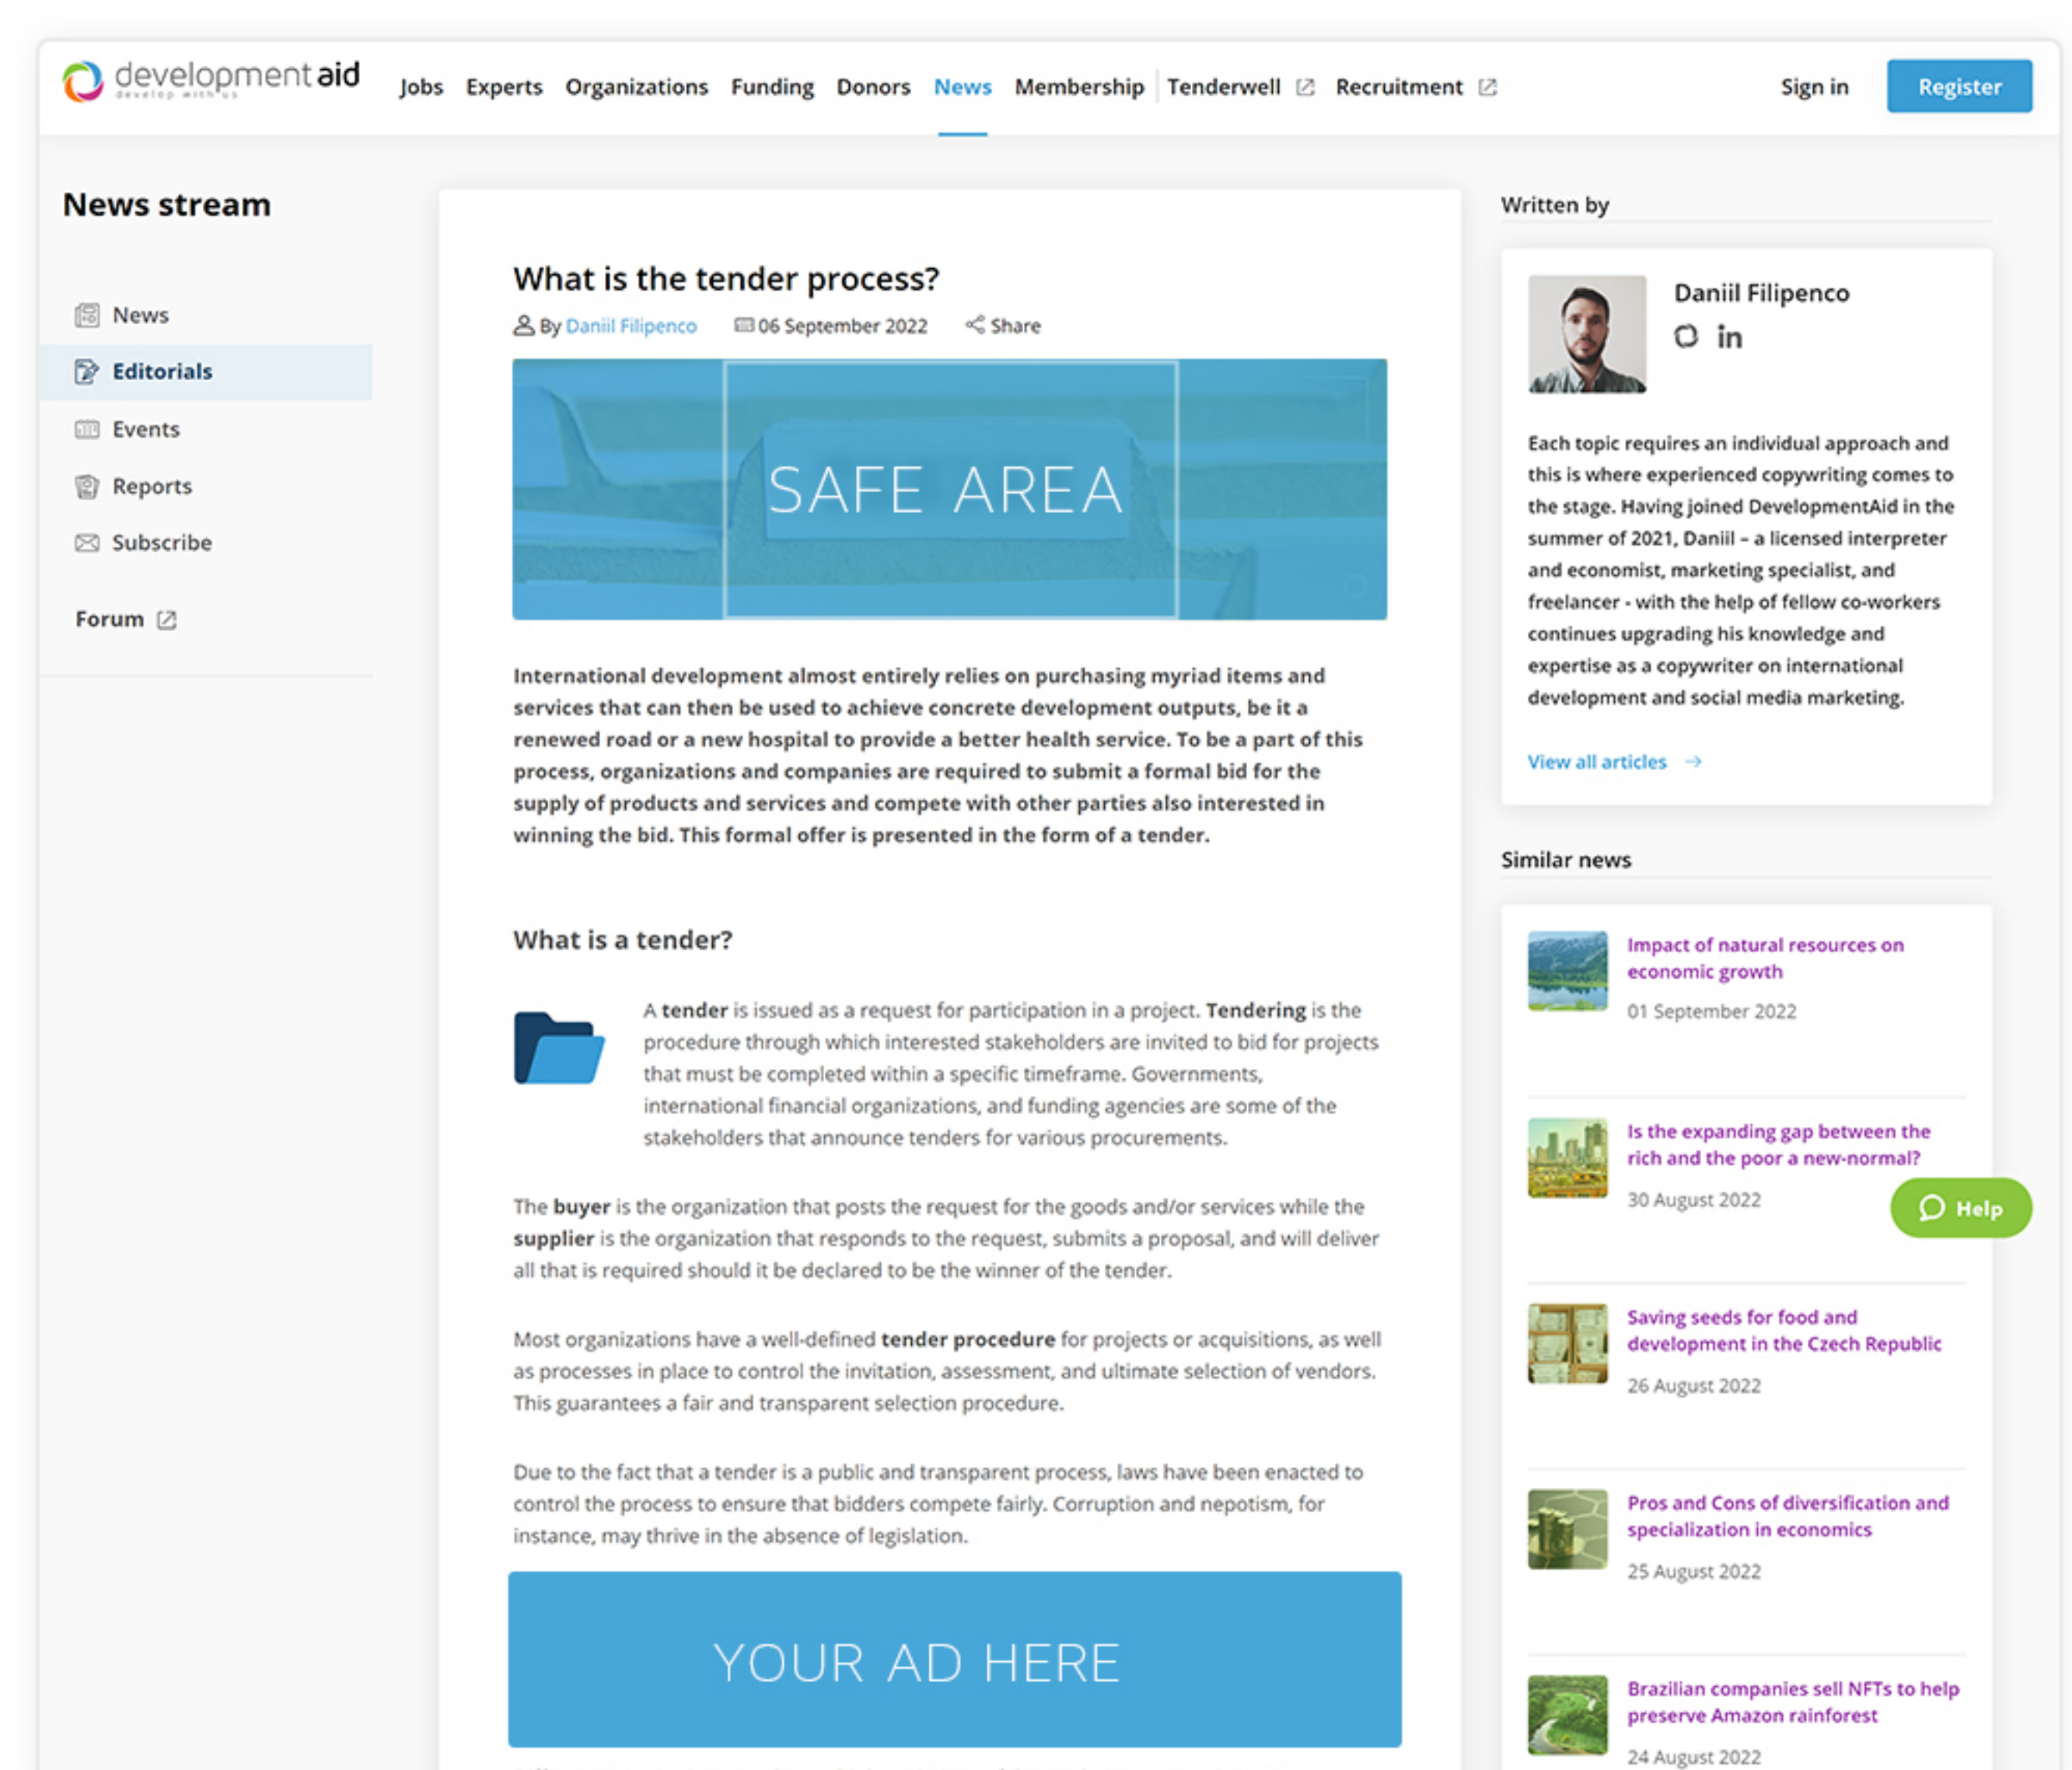 developmentaid
develop with us
Jobs Experts Organizations Funding Donors News Membership Tenderwell Recruitment
Sign in Register
News stream
News
Editorials
Events
Reports
Subscribe
Forum
What is the tender process?
By Daniil Filipenco 06 September 2022 Share
SAFE AREA
International development almost entirely relies on purchasing myriad items and
services that can then be used to achieve concrete development outputs, be it a
renewed road or a new hospital to provide a better health service. To be a part of this
process, organizations and companies are required to submit a formal bid for the
supply of products and services and compete with other parties also interested in
winning the bid. This formal offer is presented in the form of a tender.
What is a tender?
A tender is issued as a request for participation in a project. Tendering is the
procedure through which interested stakeholders are invited to bid for projects
that must be completed within a specific timeframe. Governments,
international financial organizations, and funding agencies are some of the
stakeholders that announce tenders for various procurements.
The buyer is the organization that posts the request for the goods and/or services while the
supplier is the organization that responds to the request, submits a proposal, and will deliver
all that is required should it be declared to be the winner of the tender.
Most organizations have a well-defined tender procedure for projects or acquisitions, as well
as processes in place to control the invitation, assessment, and ultimate selection of vendors.
This guarantees a fair and transparent selection procedure.
Due to the fact that a tender is a public and transparent process, laws have been enacted to
control the process to ensure that bidders compete fairly. Corruption and nepotism, for
instance, may thrive in the absence of legislation.
YOUR AD HERE
Written by
Daniil Filipenco
in
Each topic requires an individual approach and
this is where experienced copywriting comes to
the stage. Having joined DevelopmentAid in the
summer of 2021, Daniil – a licensed interpreter
and economist, marketing specialist, and
freelancer - with the help of fellow co-workers
continues upgrading his knowledge and
expertise as a copywriter on international
development and social media marketing.
View all articles →
Similar news
Impact of natural resources on
economic growth
01 September 2022
Is the expanding gap between the
rich and the poor a new-normal?
30 August 2022
Help
Saving seeds for food and
development in the Czech Republic
26 August 2022
Pros and Cons of diversification and
specialization in economics
25 August 2022
Brazilian companies sell NFTs to help
preserve Amazon rainforest
24 August 2022